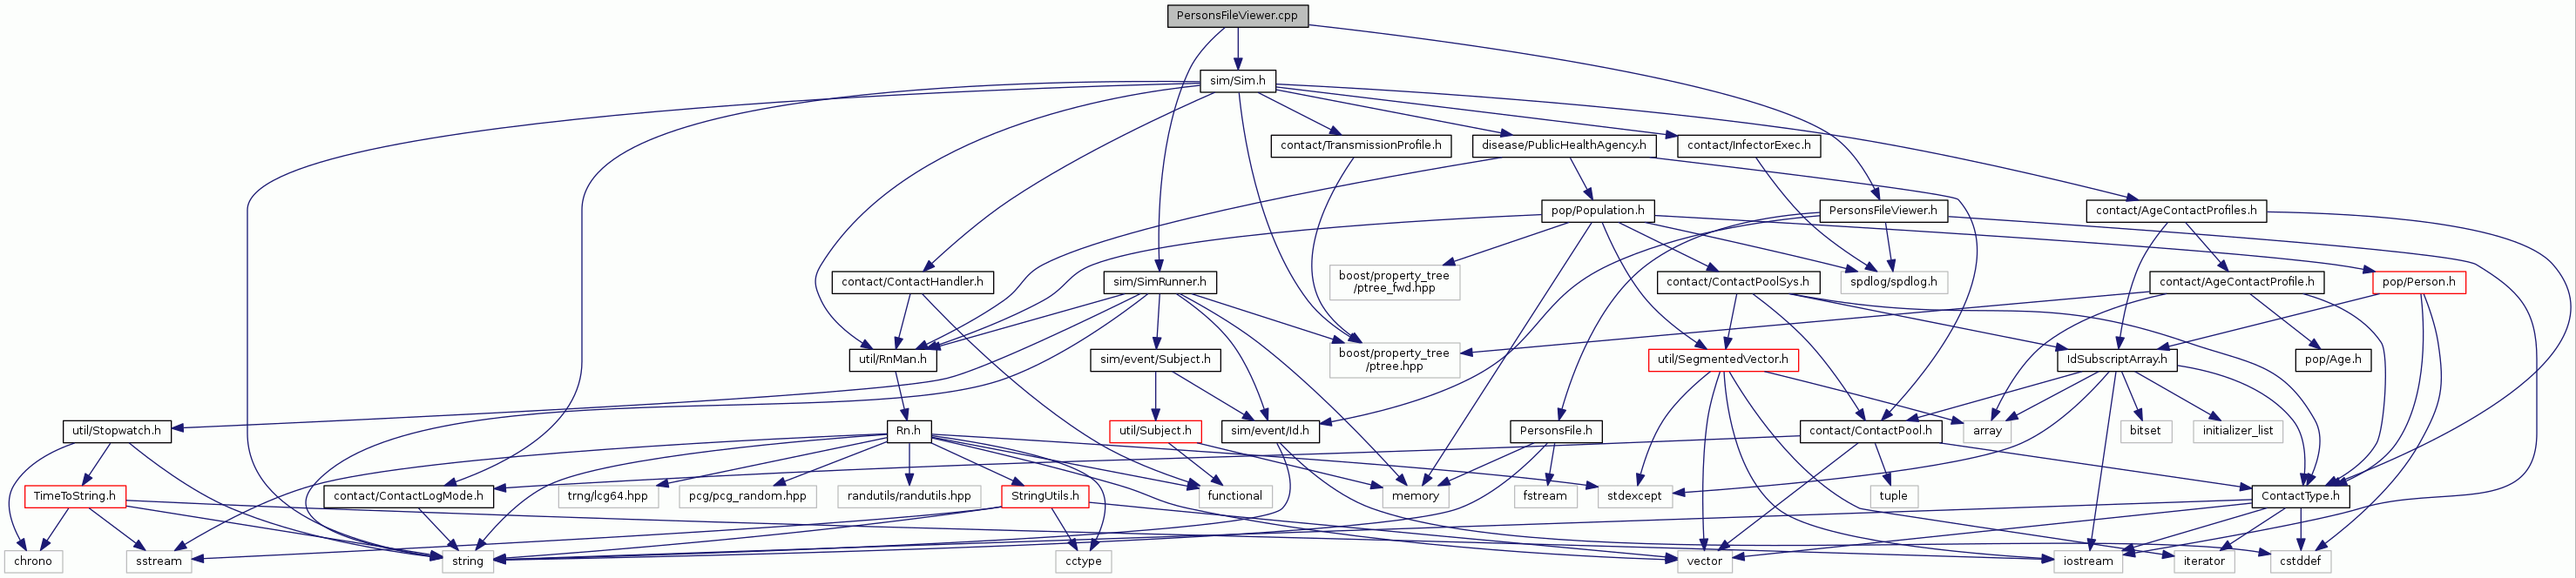 PersonsFileViewer.cpp
sim/Sim.h
contact/TransmissionProfile.h
disease/PublicHealthAgency.h
contact/InfectorExec.h
pop/Population.h
PersonsFileViewer.h
contact/AgeContactProfiles.h
contact/ContactHandler.h
sim/SimRunner.h
boost/property_tree
/ptree_fwd.hpp
contact/ContactPoolSys.h
spdlog/spdlog.h
contact/AgeContactProfile.h
pop/Person.h
util/RnMan.h
sim/event/Subject.h
boost/property_tree
/ptree.hpp
util/SegmentedVector.h
IdSubscriptArray.h
pop/Age.h
util/Stopwatch.h
Rn.h
util/Subject.h
sim/event/Id.h
PersonsFile.h
contact/ContactPool.h
array
bitset
initializer_list
TimeToString.h
contact/ContactLogMode.h
trng/lcg64.hpp
pcg/pcg_random.hpp
randutils/randutils.hpp
StringUtils.h
functional
memory
fstream
stdexcept
tuple
ContactType.h
chrono
sstream
string
cctype
vector
iostream
iterator
cstddef